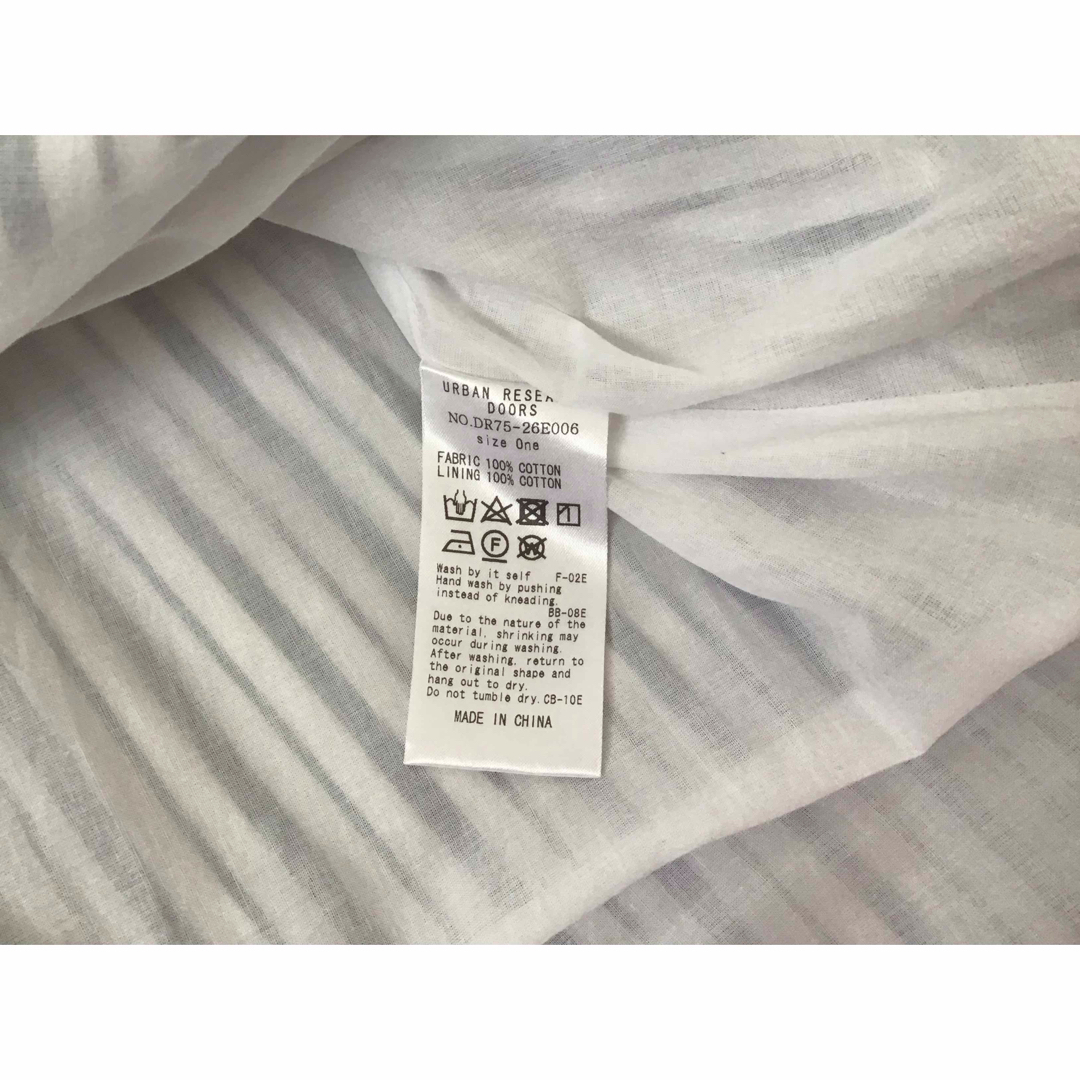 URBAN
DOORS
NO.DR75-26E006
size One
FABRIC 100% COTTON
LINING 100% COTTON
F W
Wash by it self F-02E
Hand wash by pushing
instead of kneading.
BB-08E
Due to the nature of the
material, shrinking may
occur during washing.
After washing, return to
the original shape and
hang out to dry.
Do not tumble dry. CB-10E
MADE IN CHINA